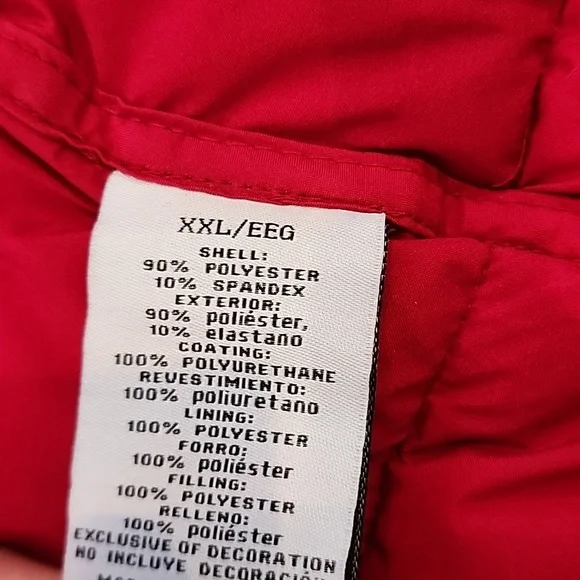 XXL/EEG
SHELL:
90% POLYESTER
10% SPANDEX
EXTERIOR:
90% poliéster,
10% elastano
COATING:
100% POLYURETHANE
REVESTIMIENTO:
100% poliuretano
LINING:
100% POLYESTER
FORRO:
100% poliéster
FILLING:
100% POLYESTER
RELLENO:
100% poliéster
EXCLUSIVE OF DECORATION
NO INCLUYE DECORACIÓN